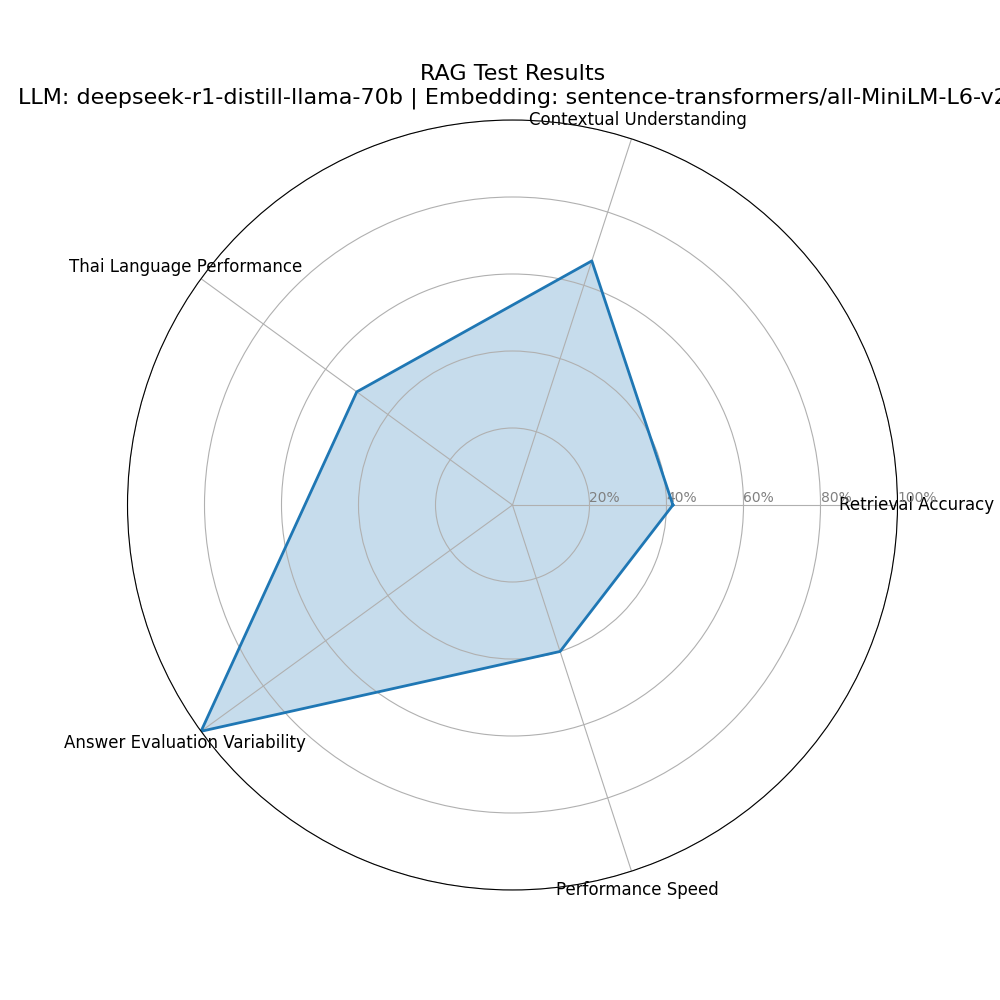 RAG Test Results
LLM: deepseek-r1-distill-llama-70b | Embedding: sentence-transformers/all-MiniLM-L6-v2
Contextual Understanding
Thai Language Performance
20%
40%
60%
80%
100%
Retrieval Accuracy
Answer Evaluation Variability
Performance Speed